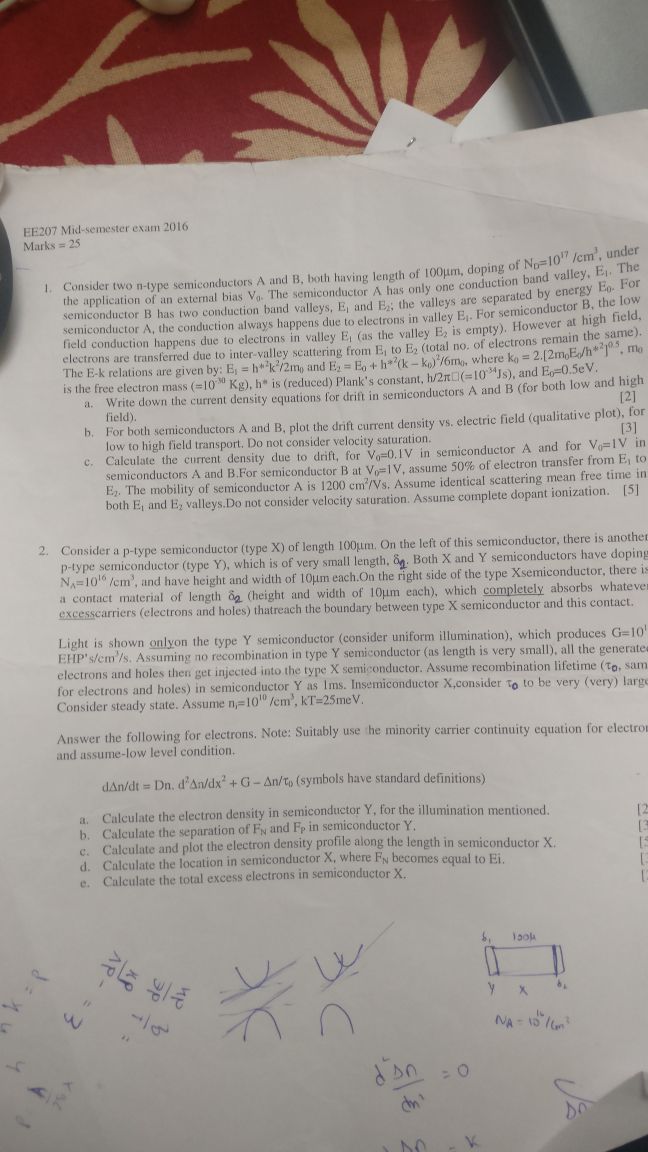 EE207 Mid-semester exam 2016
Marks = 25
1. Consider two n-type semiconductors A and B, both having length of 100μm, doping of N_D=10^17 /cm^3, under
the application of an external bias V_0. The semiconductor A has only one conduction band valley, E_1. The
semiconductor B has two conduction band valleys, E_1 and E_2; the valleys are separated by energy E_0. For
semiconductor A, the conduction always happens due to electrons in valley E_1. For semiconductor B, the low
field conduction happens due to electrons in valley E_1 (as the valley E_2 is empty). However at high field,
electrons are transferred due to inter-valley scattering from E_1 to E_2 (total no. of electrons remain the same).
The E-k relations are given by: E_1 = h*^2k^2/2m_0 and E_2 = E_0 + h*^2(k – k_0)^2/6m_0, where k_0 = 2.[2m_0E_0/h*^2]^0.5, m_0
is the free electron mass (=10^-30 Kg), h* is (reduced) Plank's constant, h/2π□(=10^-34Js), and E_0=0.5eV.
a. Write down the current density equations for drift in semiconductors A and B (for both low and high
field). [2]
b. For both semiconductors A and B, plot the drift current density vs. electric field (qualitative plot), for
low to high field transport. Do not consider velocity saturation. [3]
c. Calculate the current density due to drift, for V_0=0.1V in semiconductor A and for V_0=1V in
semiconductors A and B.For semiconductor B at V_0=1V, assume 50% of electron transfer from E_1 to
E_2. The mobility of semiconductor A is 1200 cm^2/Vs. Assume identical scattering mean free time in
both E_1 and E_2 valleys.Do not consider velocity saturation. Assume complete dopant ionization. [5]
2. Consider a p-type semiconductor (type X) of length 100μm. On the left of this semiconductor, there is another
p-type semiconductor (type Y), which is of very small length, δ. Both X and Y semiconductors have doping
N_A=10^16 /cm^3, and have height and width of 10μm each.On the right side of the type Xsemiconductor, there is
a contact material of length δ_2 (height and width of 10μm each), which completely absorbs whatever
excesscarriers (electrons and holes) thatreach the boundary between type X semiconductor and this contact.
Light is shown onlyon the type Y semiconductor (consider uniform illumination), which produces G=10
EHP's/cm^3/s. Assuming no recombination in type Y semiconductor (as length is very small), all the generate
electrons and holes then get injected into the type X semiconductor. Assume recombination lifetime (τ_0, sam
for electrons and holes) in semiconductor Y as 1ms. Insemiconductor X,consider τ_0 to be very (very) large
Consider steady state. Assume n_i=10^10 /cm^3, kT=25meV.
Answer the following for electrons. Note: Suitably use the minority carrier continuity equation for electron
and assume-low level condition.
dΔn/dt = Dn. d^2Δn/dx^2 + G – Δn/τ_0 (symbols have standard definitions)
a. Calculate the electron density in semiconductor Y, for the illumination mentioned. [2
b. Calculate the separation of F_N and F_P in semiconductor Y. [3
c. Calculate and plot the electron density profile along the length in semiconductor X. [5
d. Calculate the location in semiconductor X, where F_N becomes equal to Ei. [
e. Calculate the total excess electrons in semiconductor X. [
100μ
Y X
N_A = 10^16/cm^3
d^2 Δn = 0
Δn
K